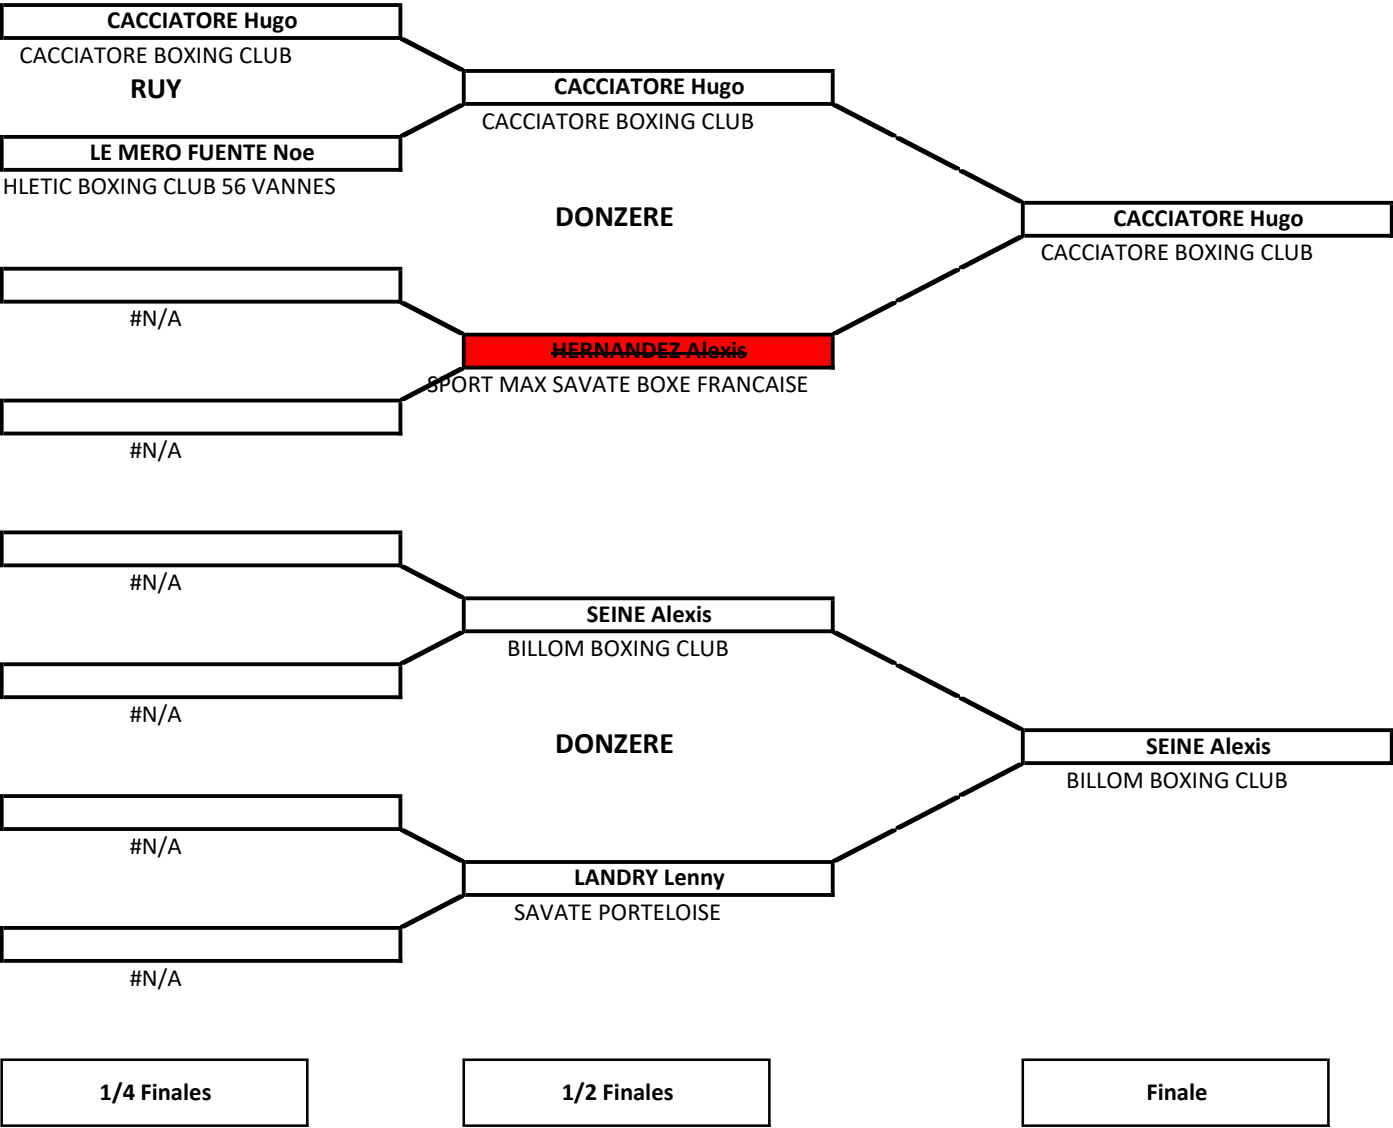 CACCIATORE Hugo
CACCIATORE BOXING CLUB
RUY
LE MERO FUENTE Noe
HLETIC BOXING CLUB 56 VANNES
#N/A
#N/A
#N/A
#N/A
#N/A
#N/A
CACCIATORE Hugo
CACCIATORE BOXING CLUB
DONZERE
HERNANDEZ Alexis
SPORT MAX SAVATE BOXE FRANCAISE
SEINE Alexis
BILLOM BOXING CLUB
DONZERE
LANDRY Lenny
SAVATE PORTELOISE
CACCIATORE Hugo
CACCIATORE BOXING CLUB
SEINE Alexis
BILLOM BOXING CLUB
1/4 Finales
1/2 Finales
Finale